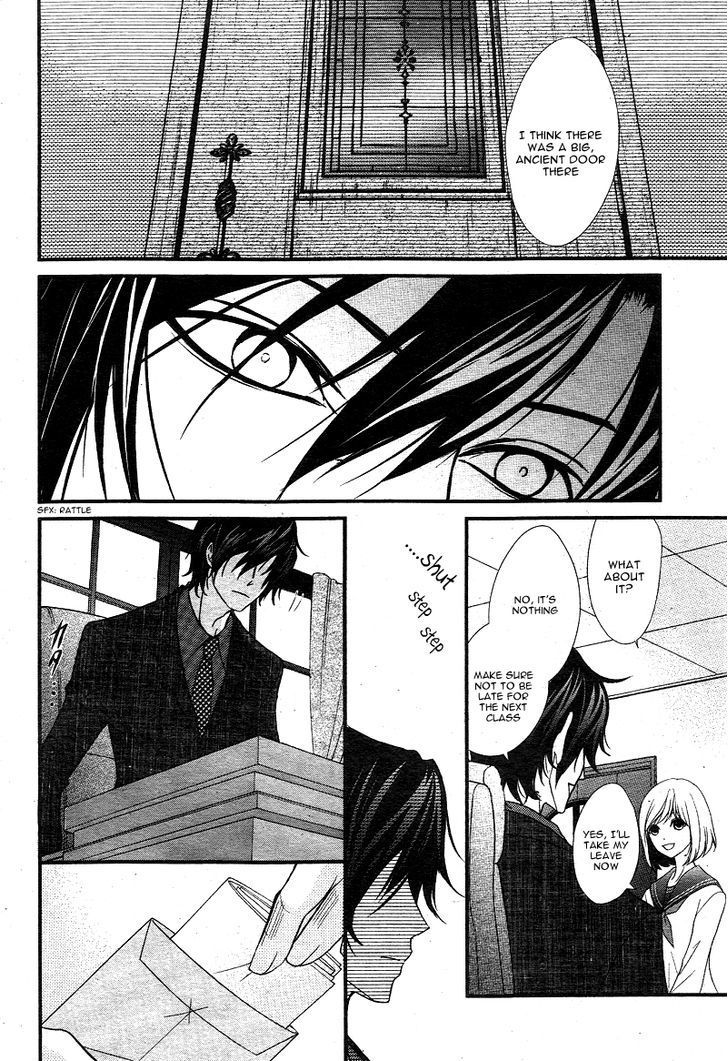 I THINK THERE
WAS A BIG,
ANCIENT DOOR
THERE
SFX: RATTLE
WHAT
ABOUT
IT?
NO, IT'S
NOTHING
MAKE SURE
NOT TO BE
LATE FOR
THE NEXT
CLASS
YES, I'LL
TAKE MY
LEAVE
NOW
.....shut
step step